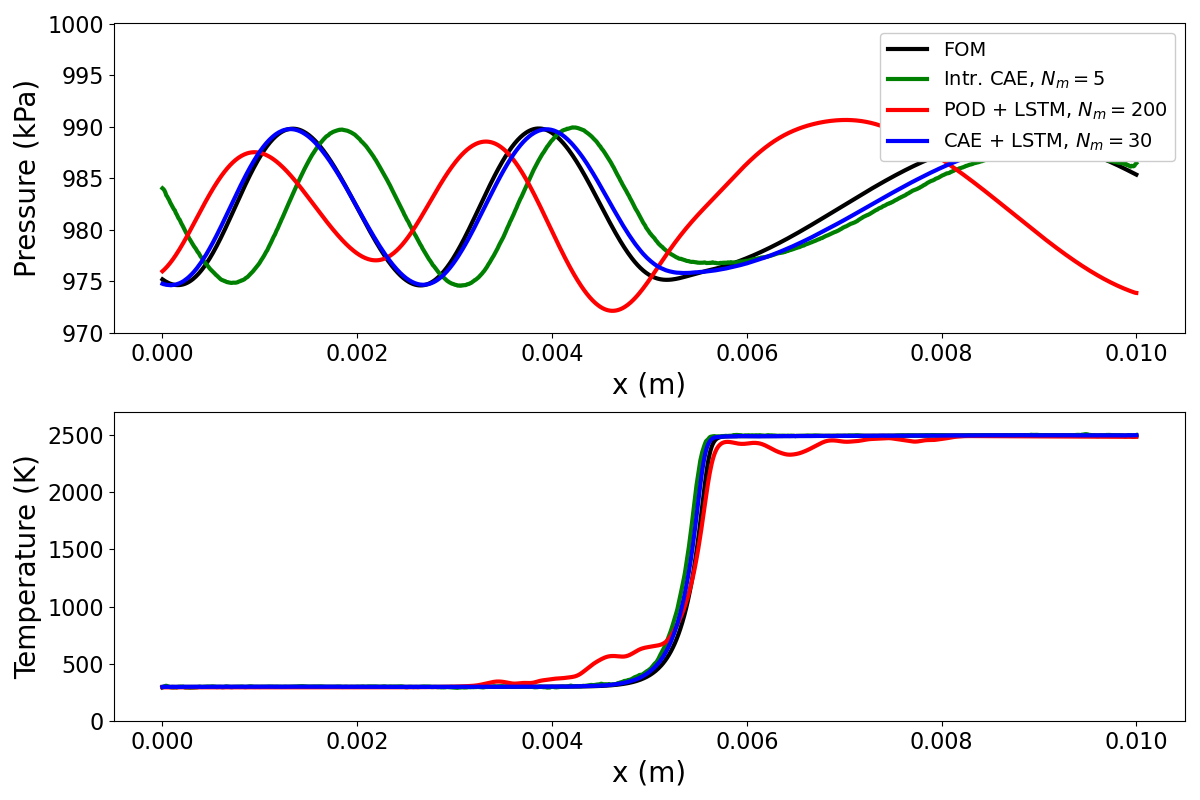 1000
995
990
985
980
975
970
Pressure (kPa)
FOM
Intr. CAE, $N_m = 5$
POD + LSTM, $N_m = 200$
CAE + LSTM, $N_m = 30$
0.000 0.002 0.004 0.006 0.008 0.010
x (m)
2500
2000
1500
1000
500
0
Temperature (K)
0.000 0.002 0.004 0.006 0.008 0.010
x (m)